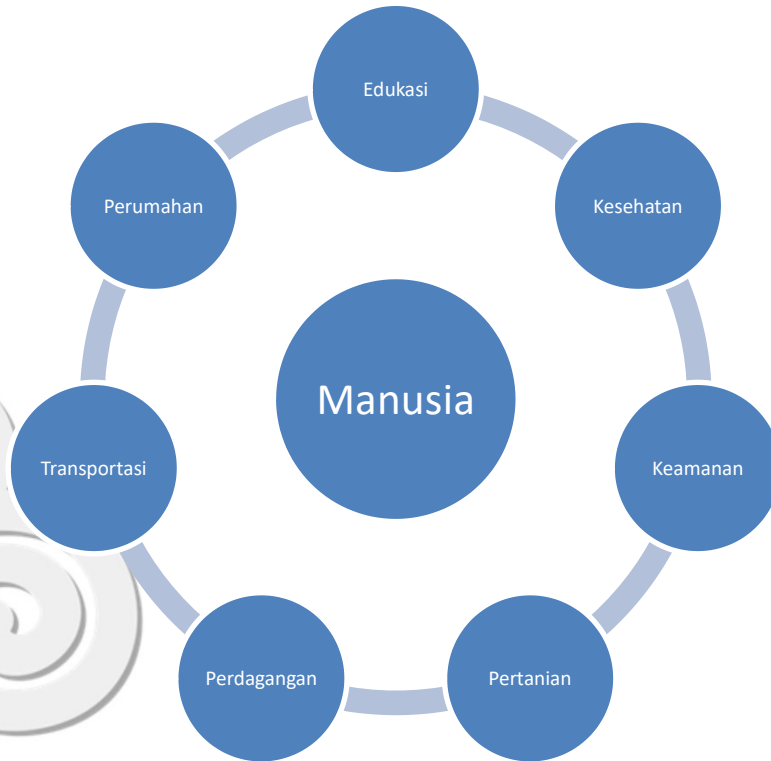 Edukasi
Kesehatan
Keamanan
Pertanian
Perdagangan
Transportasi
Perumahan
Manusia